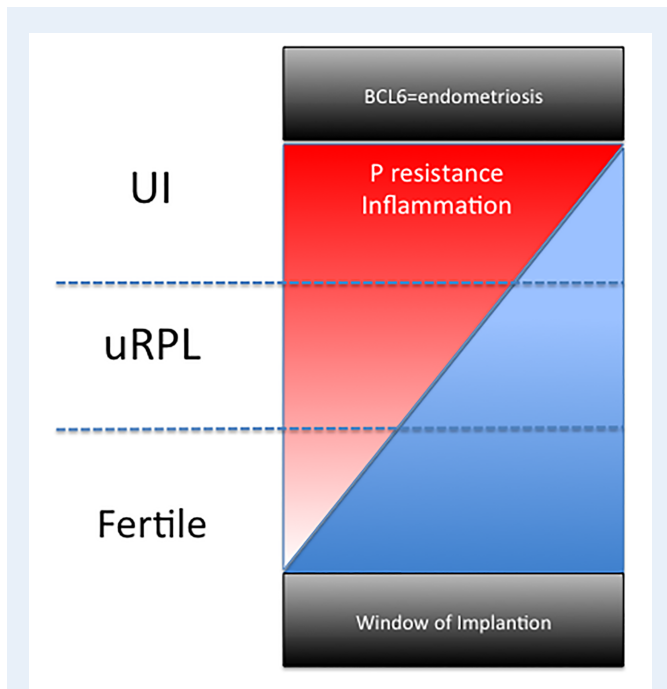 BCL6=endometriosis
UI
P resistance
Inflammation
uRPL
Fertile
Window of Implantion